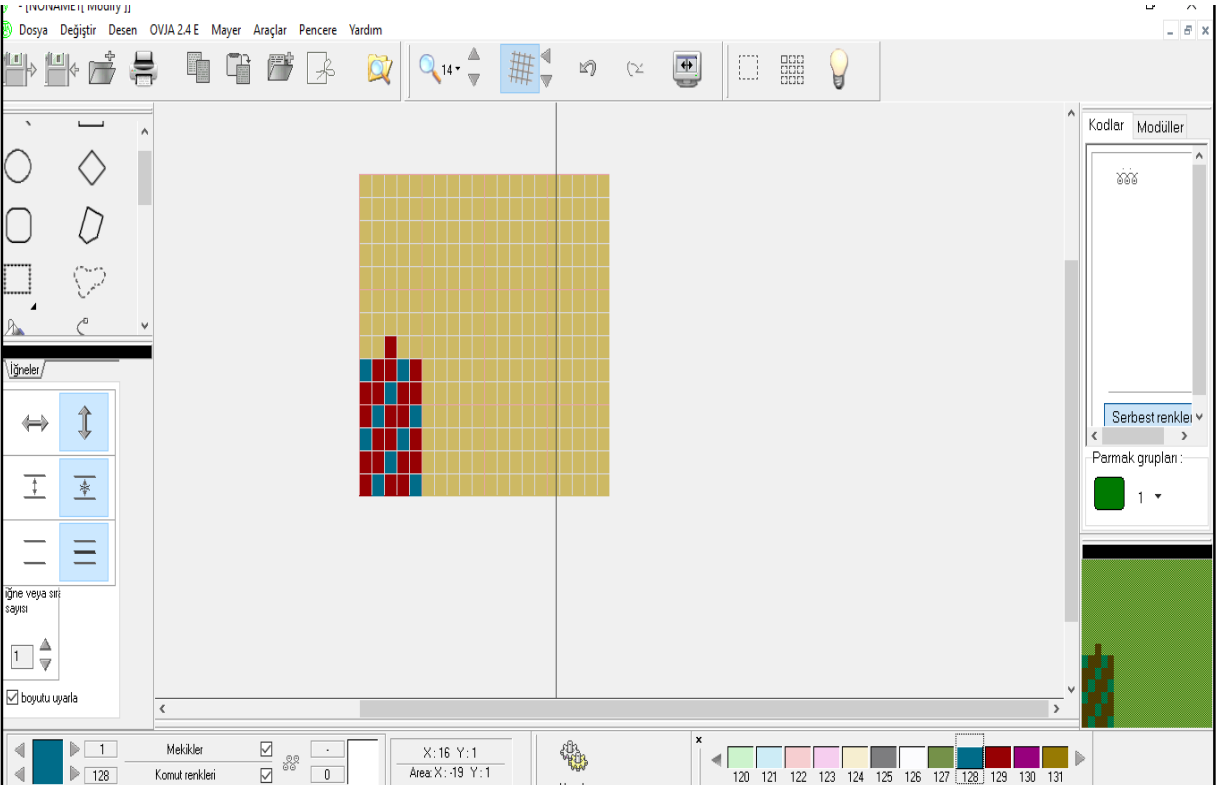 - [NONAME1[ Modify ]]
Dosya Değiştir Desen OVJA 2.4 E Mayer Araçlar Pencere Yardım
14
Kodlar Modüller
Serbest renkler
Parmak grupları :
1
İğneler
iğne veya sıra
sayısı
1
boyutu uyarla
1 Mekikler .
128 Komut renkleri 0
X: 16 Y: 1
Area: X: -19 Y: 1
x
120 121 122 123 124 125 126 127 128 129 130 131